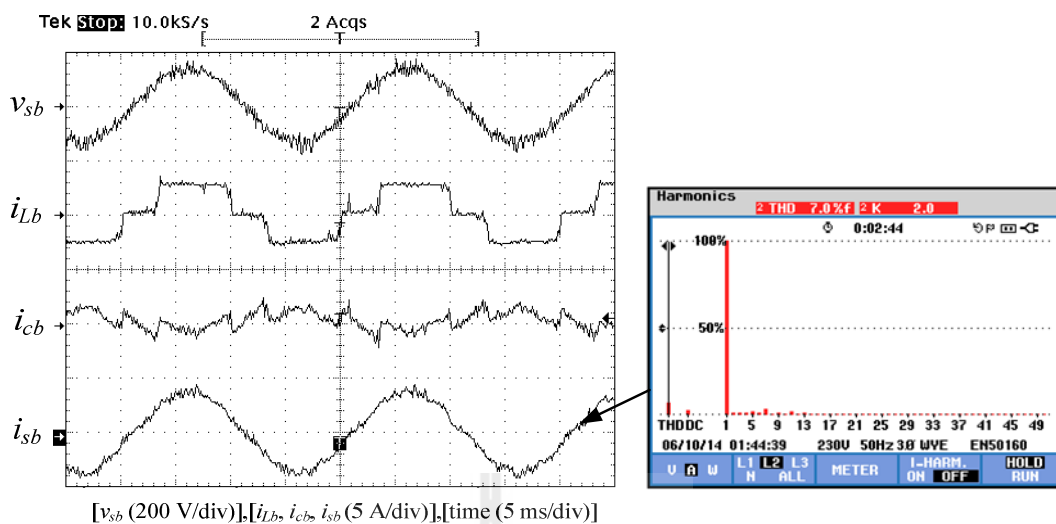 Tek Stop: 10.0kS/s 2 Acqs
v_sb
i_Lb
i_cb
i_sb
[v_sb (200 V/div)],[i_Lb, i_cb, i_sb (5 A/div)],[time (5 ms/div)]
Harmonics
2 THD 7.0%f 2 K 2.0
0:02:44
100%
50%
THDDC 1 5 9 13 17 21 25 29 33 37 41 45 49
06/10/14 01:44:39 230V 50Hz 3Ø WYE EN50160
V A W L1 L2 L3 METER I-HARM. HOLD
N ALL ON OFF RUN